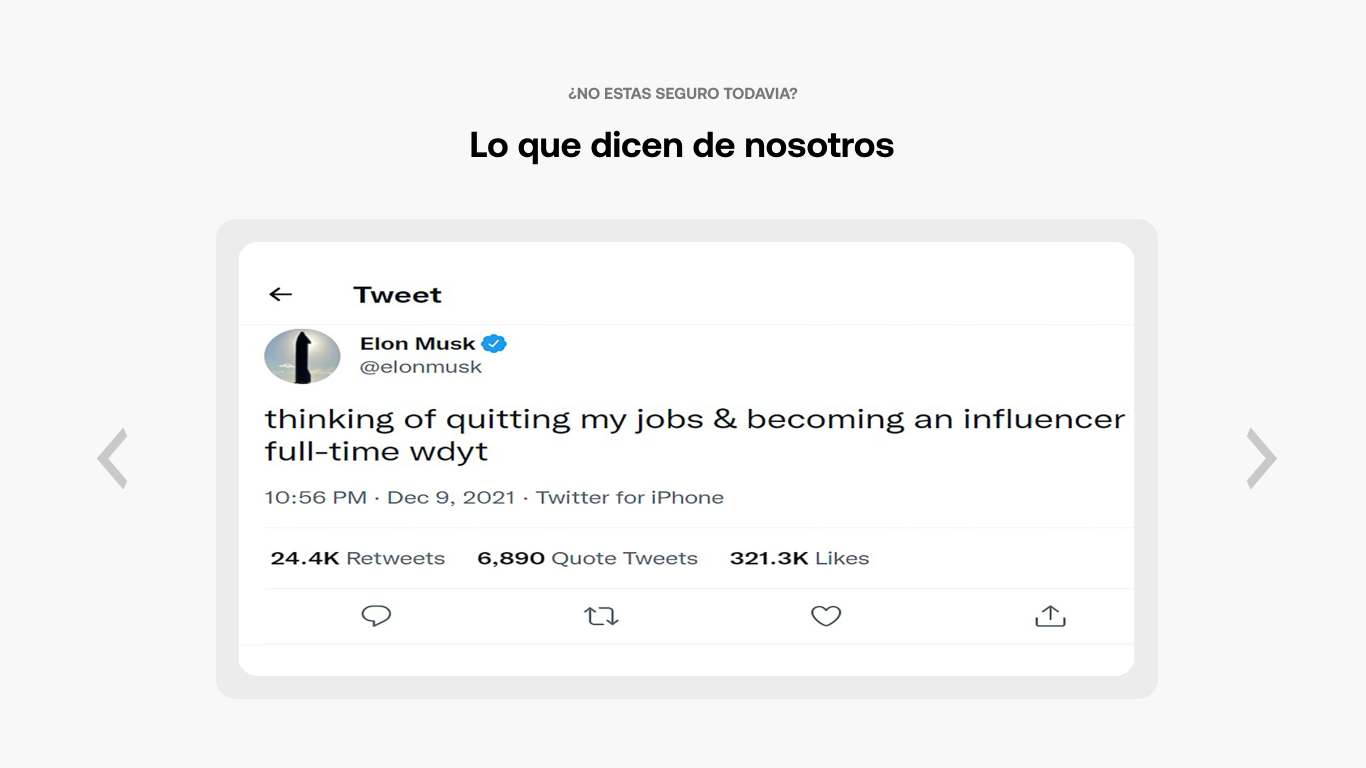 ¿NO ESTAS SEGURO TODAVIA?
Lo que dicen de nosotros
Tweet
Elon Musk
@elonmusk
thinking of quitting my jobs & becoming an influencer
full-time wdyt
10:56 PM · Dec 9, 2021 · Twitter for iPhone
24.4K Retweets 6,890 Quote Tweets 321.3K Likes